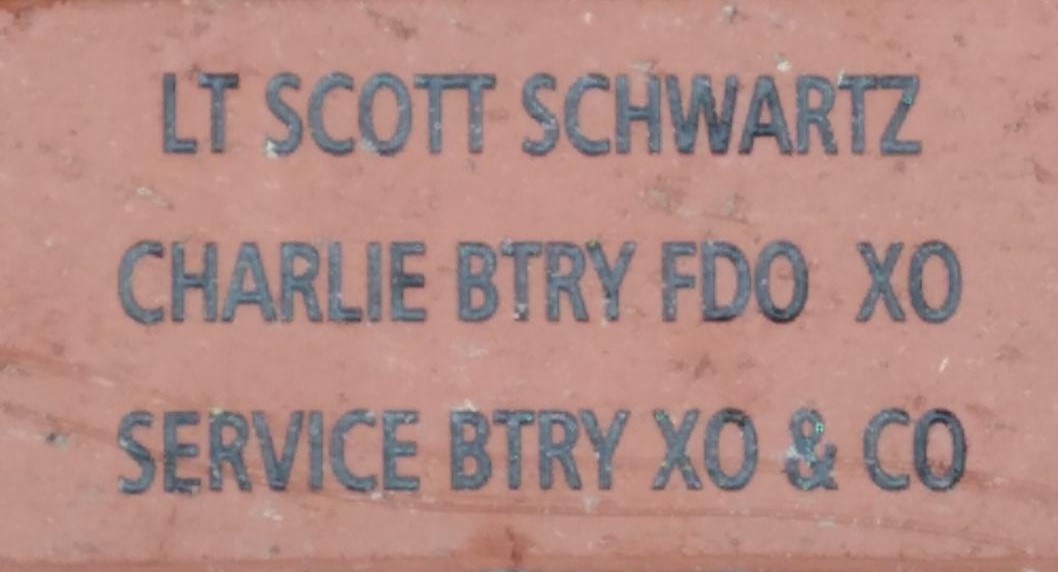 LT SCOTT SCHWARTZ
CHARLIE BTRY FDO XO
SERVICE BTRY XO & CO